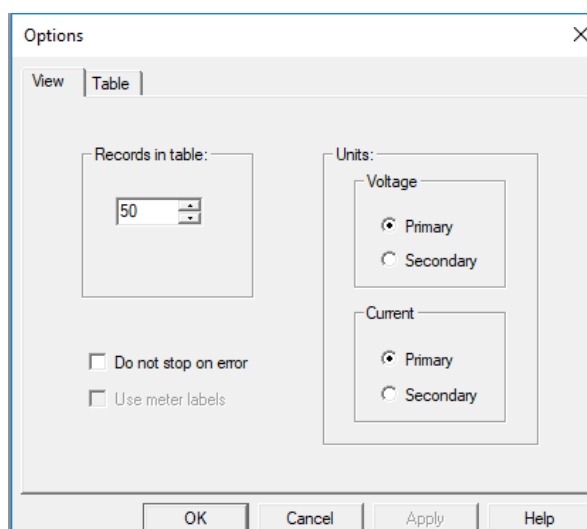 Options
View
Table
Records in table:
50
Do not stop on error
Use meter labels
Units:
Voltage
Primary
Secondary
Current
Primary
Secondary
OK
Cancel
Apply
Help